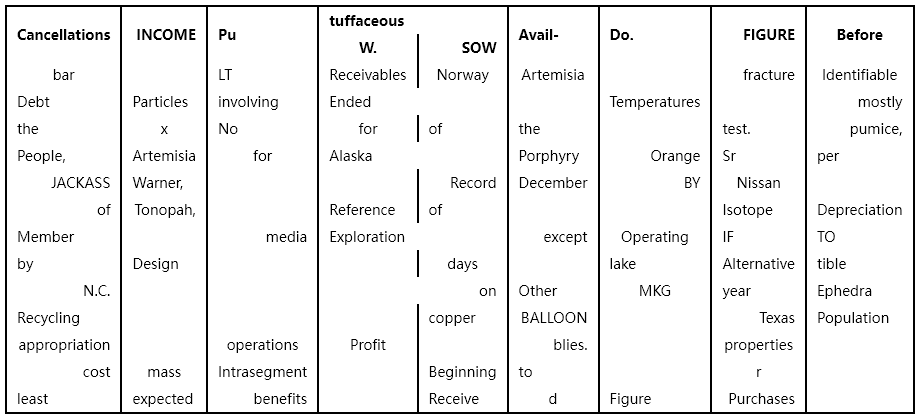 tuffaceous
Cancellations INCOME Pu Avail- Do. FIGURE Before
W. SOW
bar LT Receivables Norway Artemisia fracture Identifiable
Debt Particles involving Ended Temperatures mostly
the x No for of the test. pumice,
People, Artemisia for Alaska Porphyry Orange Sr per
JACKASS Warner, Record December BY Nissan
of Tonopah, Reference of Isotope Depreciation
Member media Exploration except Operating IF TO
by Design days lake Alternative tible
N.C. on Other MKG year Ephedra
Recycling copper BALLOON Texas Population
appropriation operations Profit blies. properties
cost mass Intrasegment Beginning to r
least expected benefits Receive d Figure Purchases